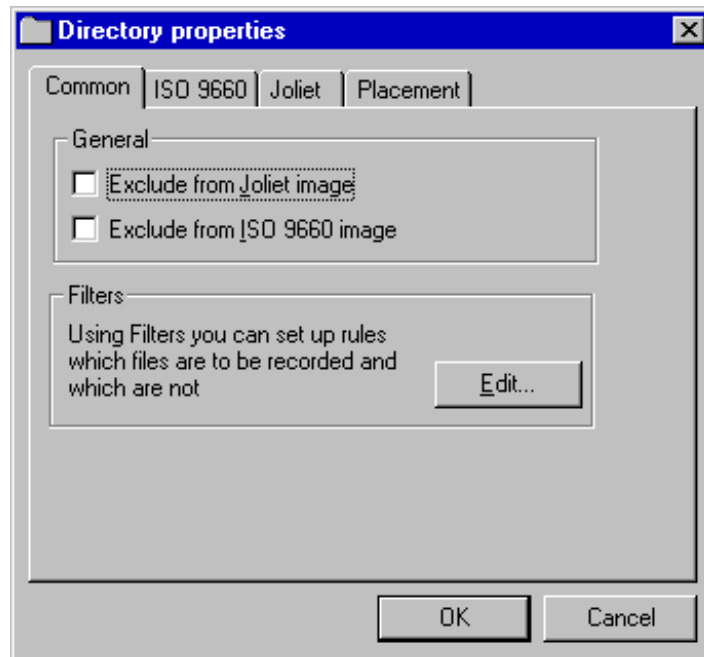 Directory properties
Common ISO 9660 Joliet Placement
General
Exclude from Joliet image
Exclude from ISO 9660 image
Filters
Using Filters you can set up rules
which files are to be recorded and
which are not
Edit...
OK Cancel